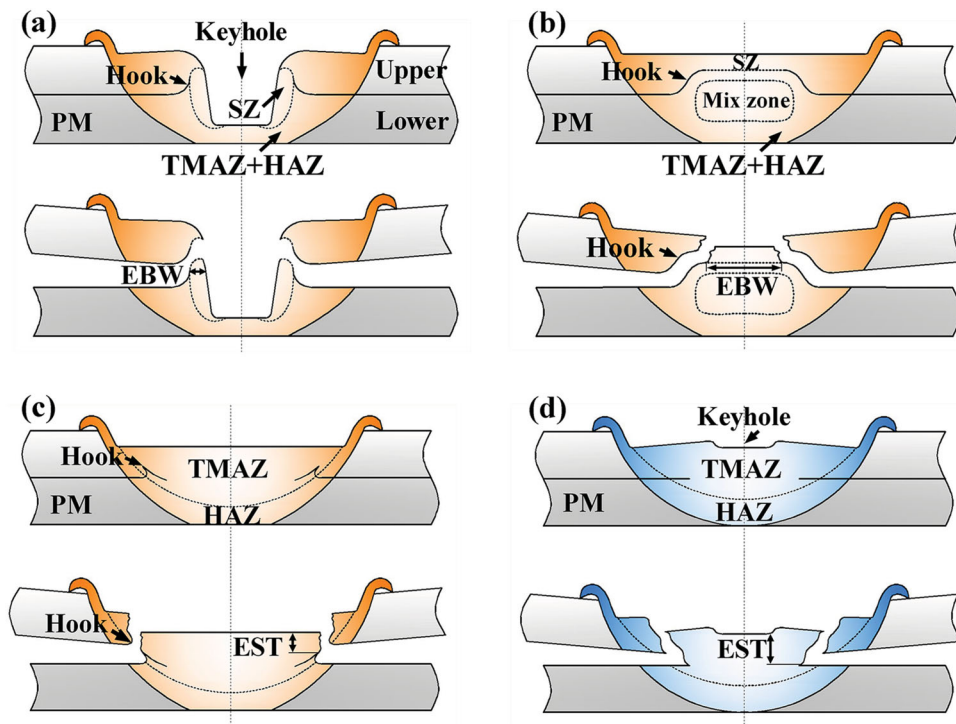 (a)
Keyhole
Hook
Upper
SZ
PM
Lower
TMAZ+HAZ
EBW
(b)
SZ
Hook
Mix zone
PM
TMAZ+HAZ
Hook
EBW
(c)
Hook
TMAZ
PM
HAZ
Hook
EST
(d)
Keyhole
TMAZ
PM
HAZ
EST